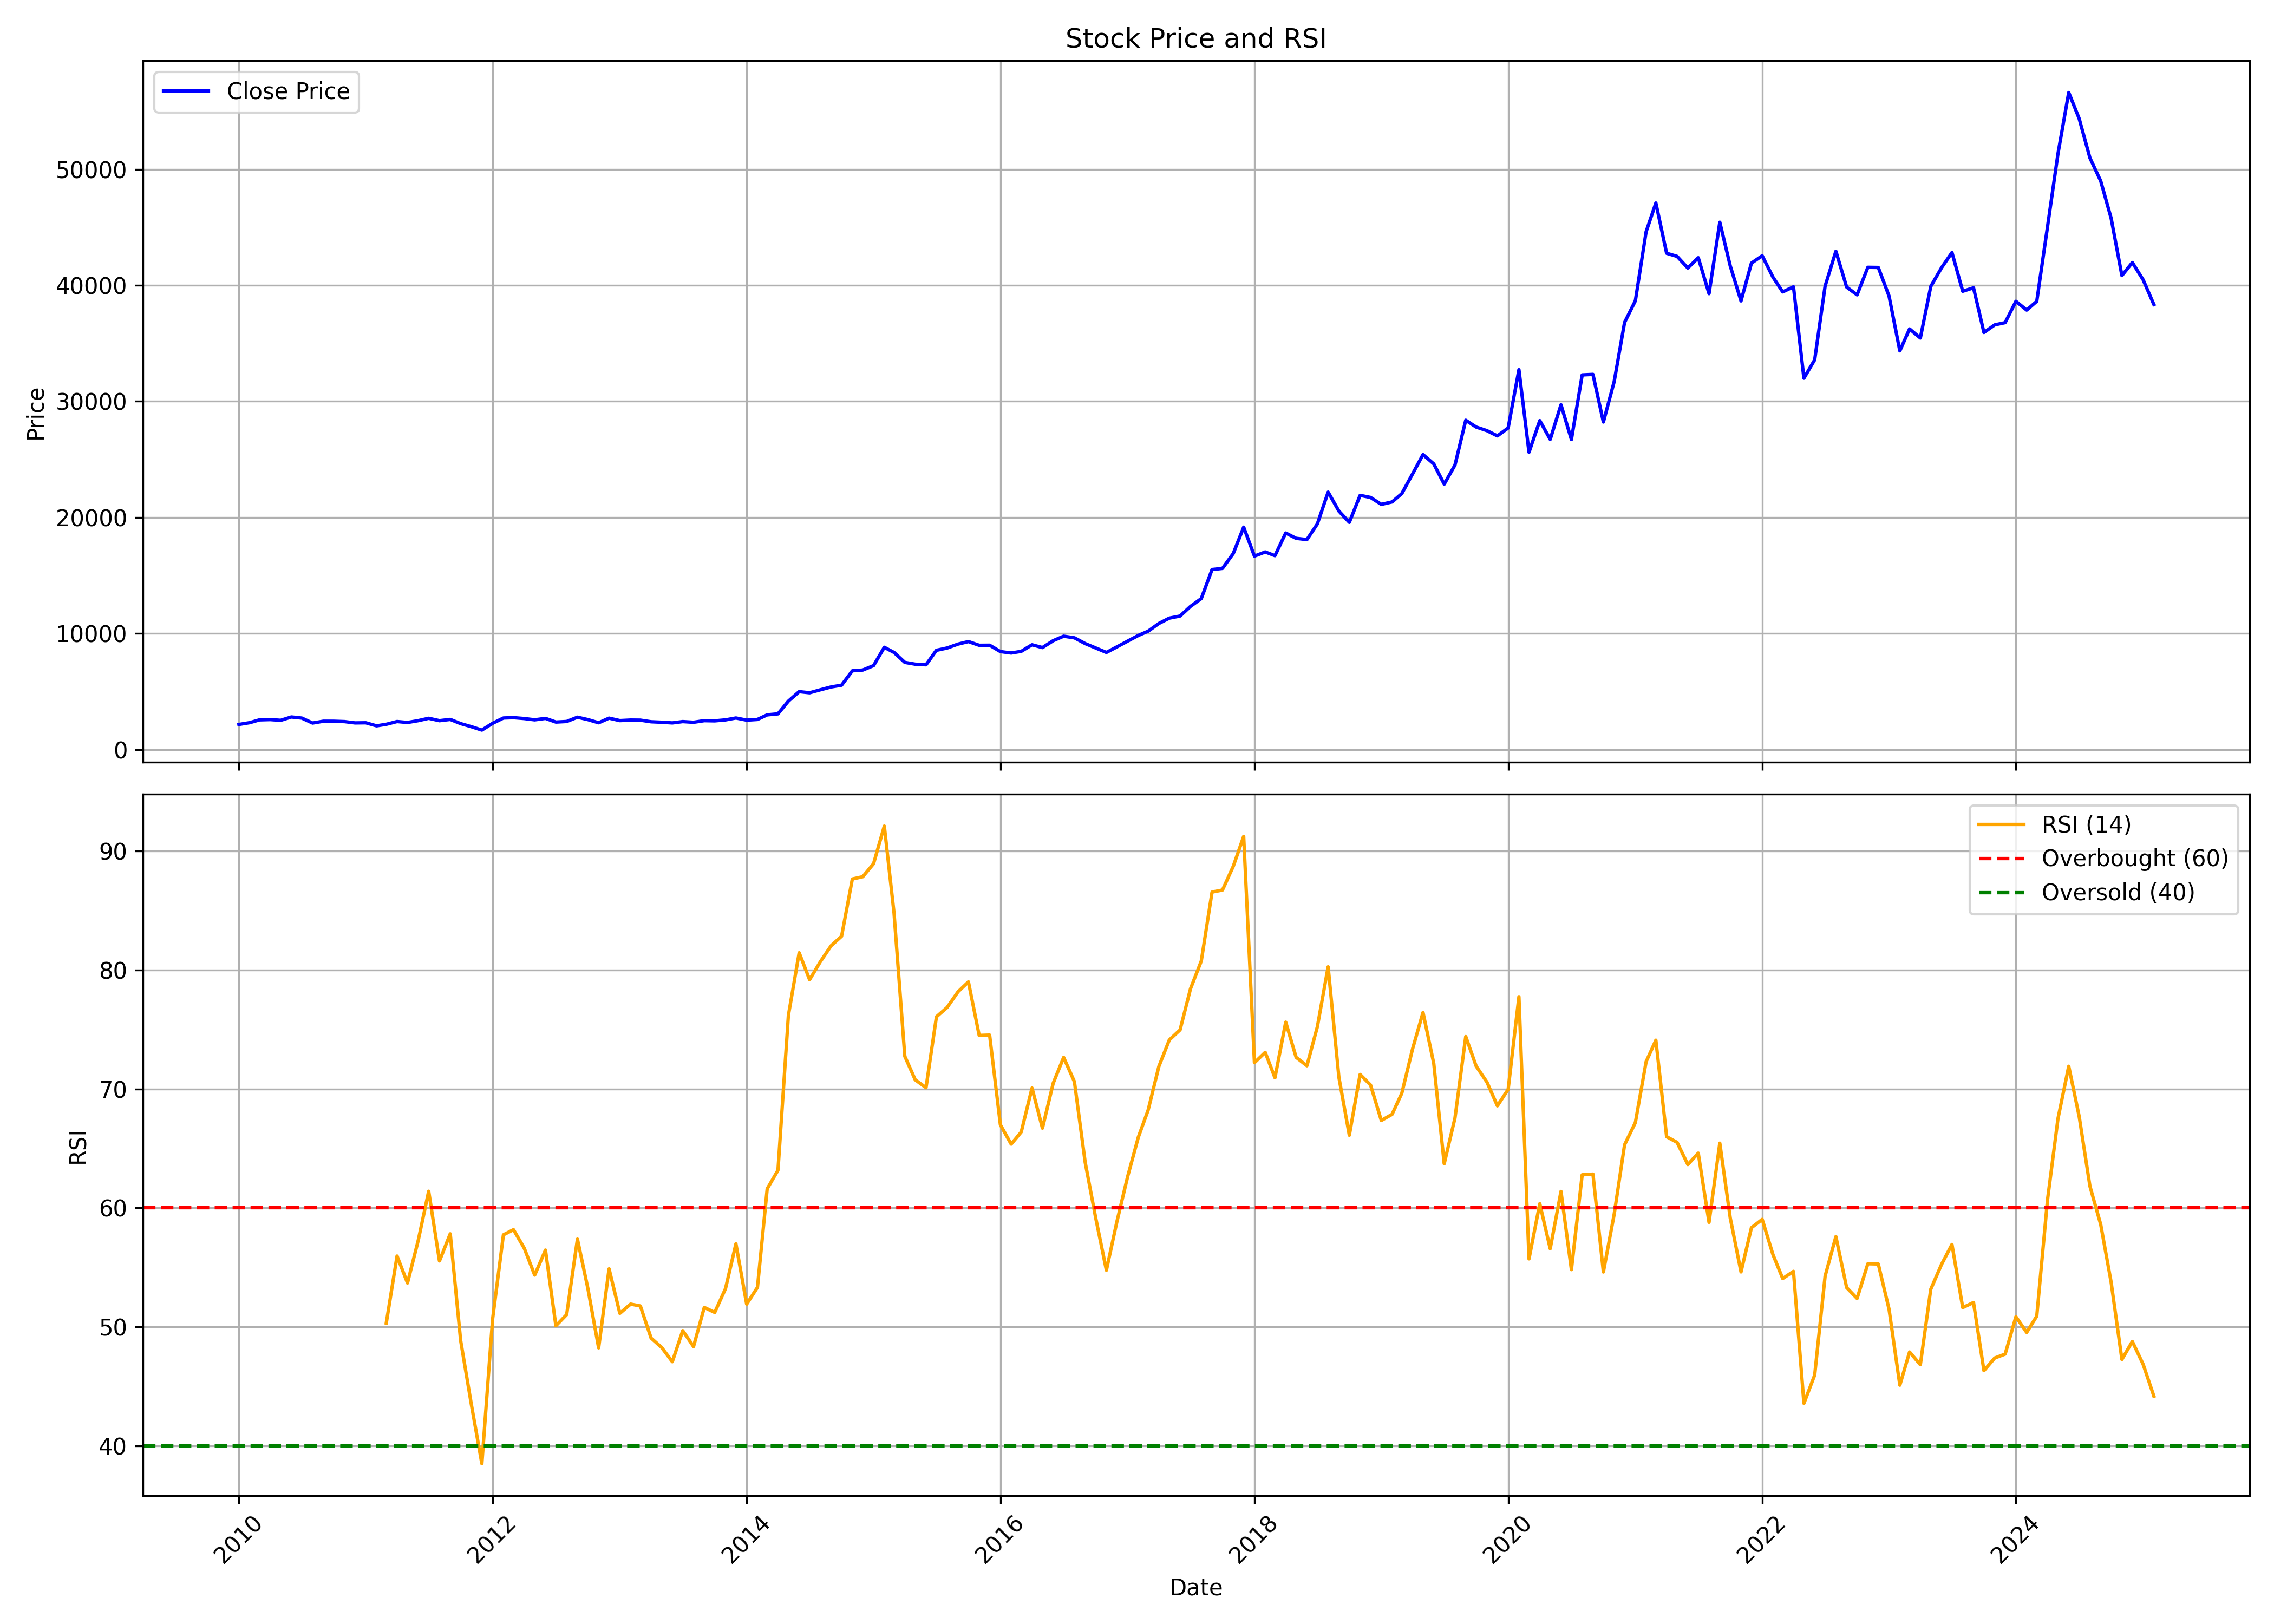 Stock Price and RSI
Close Price
Price
50000
40000
30000
20000
10000
0
RSI (14)
Overbought (60)
Oversold (40)
RSI
90
80
70
60
50
40
2010
2012
2014
2016
2018
2020
2022
2024
Date